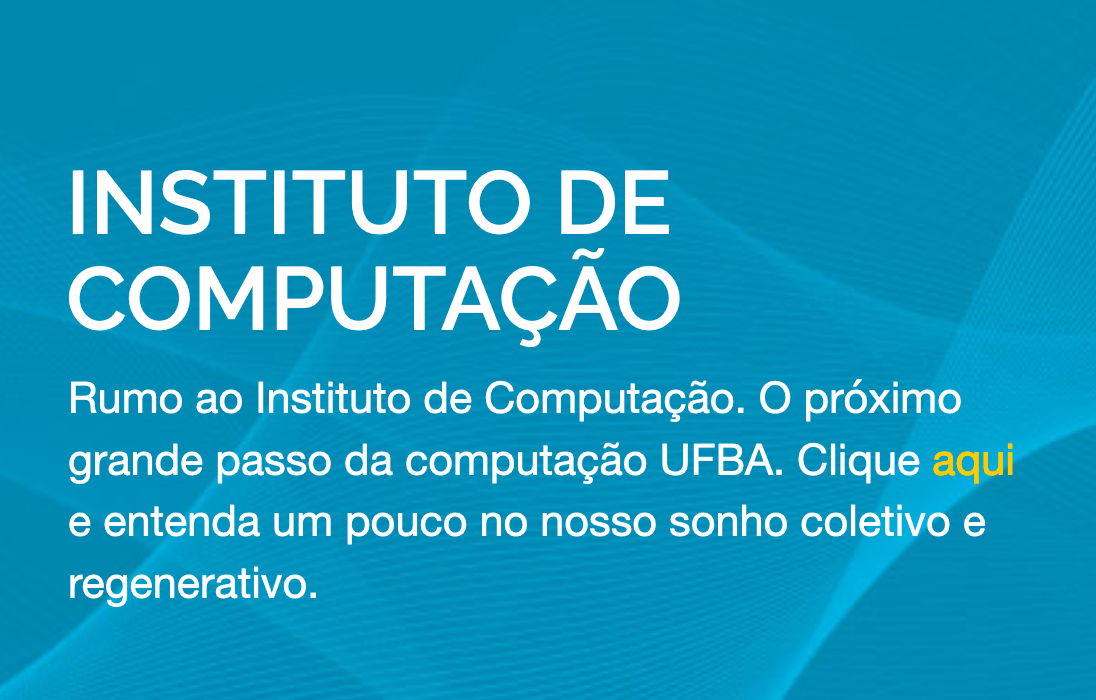 INSTITUTO DE
COMPUTAÇÃO
Rumo ao Instituto de Computação. O próximo
grande passo da computação UFBA. Clique aqui
e entenda um pouco no nosso sonho coletivo e
regenerativo.